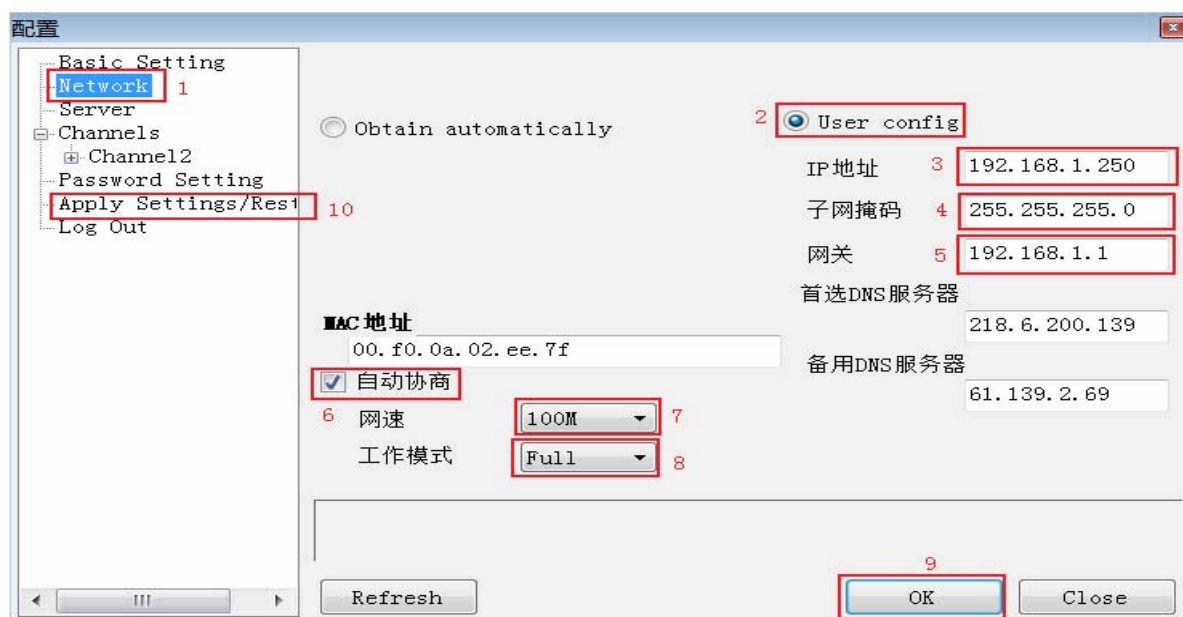 配置
Basic Setting
Network 1
Server
Channels
Channel2
Password Setting
Apply Settings/Rest 10
Log Out
Obtain automatically
2 User config
IP地址 3 192.168.1.250
子网掩码 4 255.255.255.0
网关 5 192.168.1.1
首选DNS服务器
218.6.200.139
备用DNS服务器
61.139.2.69
MAC地址
00.f0.0a.02.ee.7f
自动协商
6 网速 100M 7
工作模式 Full 8
9
Refresh OK Close